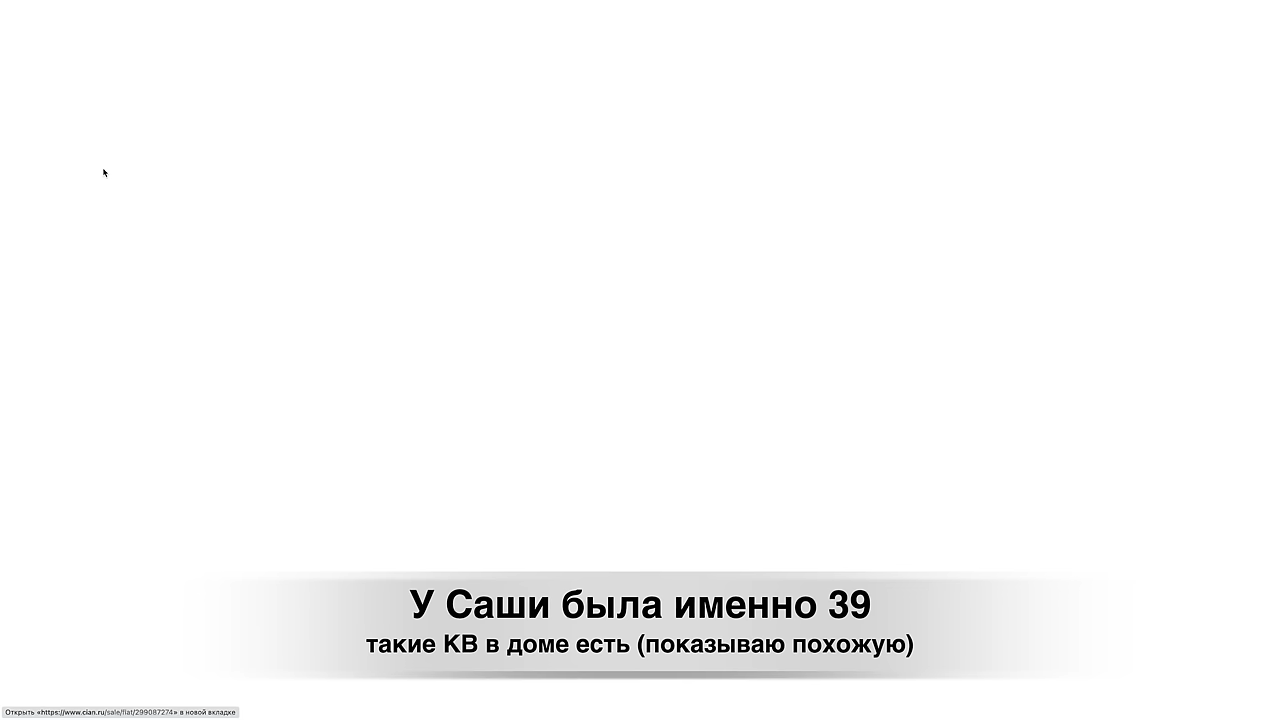 У Саши была именно 39
такие КВ в доме есть (показываю похожую)
Открыть «https://www.cian.ru/sale/flat/299087274» в новой вкладке